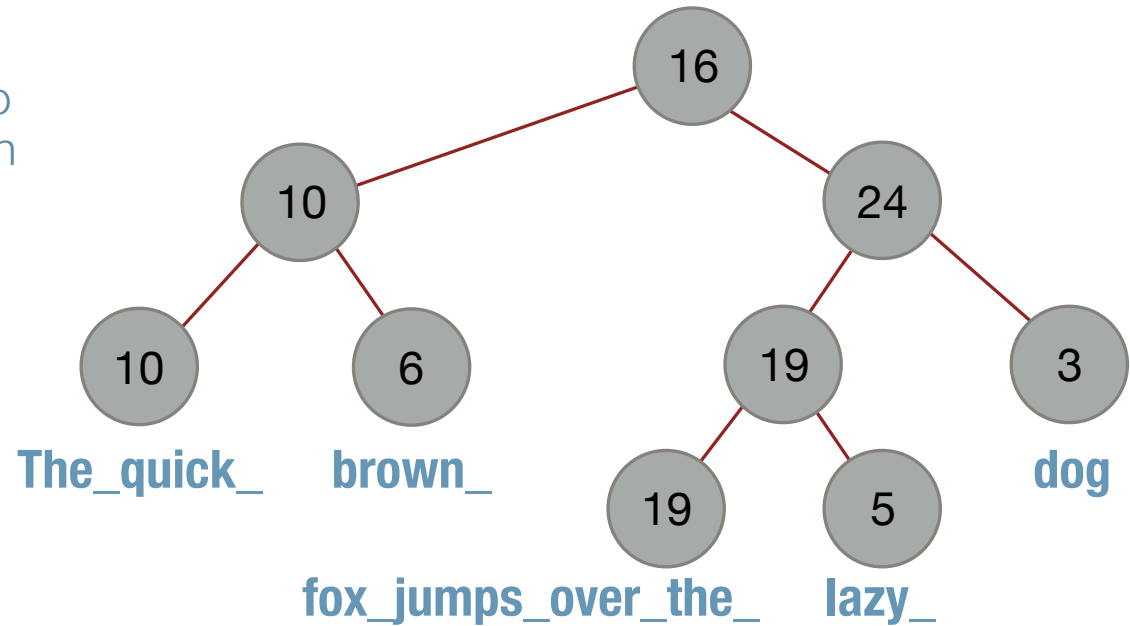 16
10 24
10 6 19 3
The_quick_ brown_ dog
19 5
fox_jumps_over_the_ lazy_